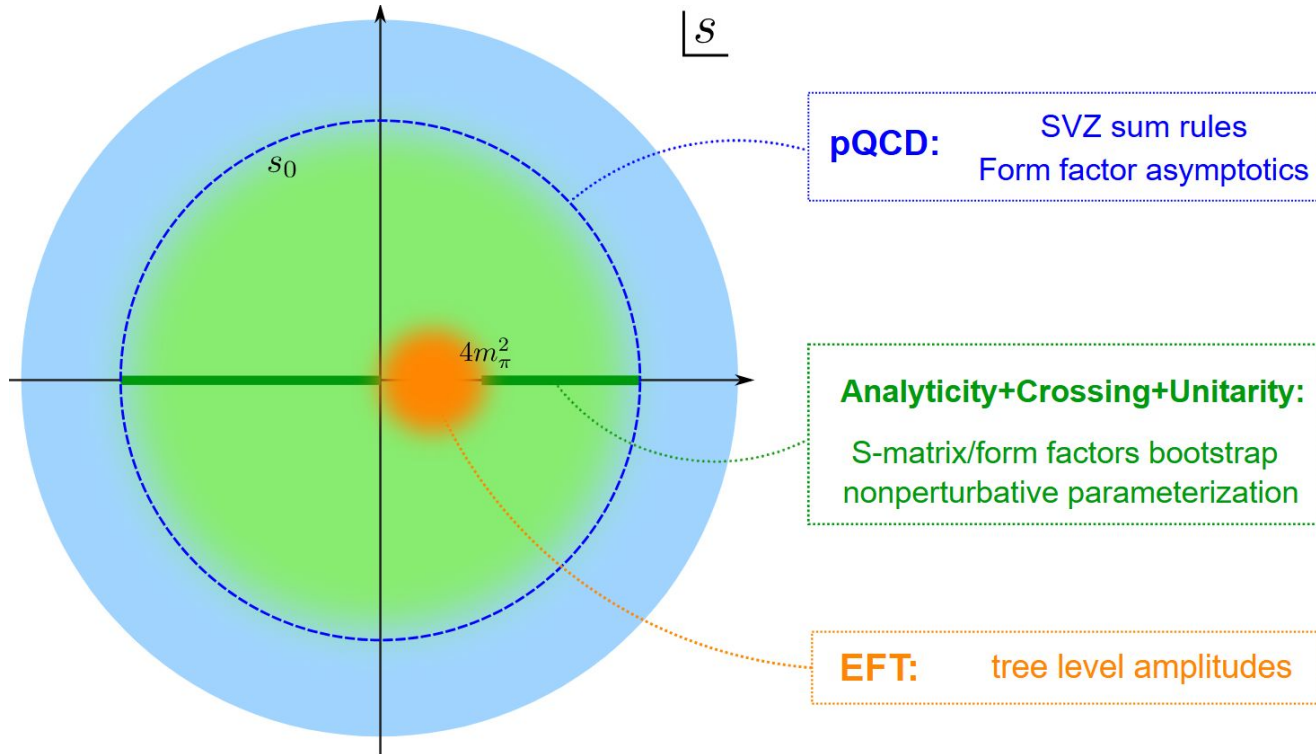 s
s₀
4m²π
pQCD: SVZ sum rules
Form factor asymptotics
Analyticity+Crossing+Unitarity:
S-matrix/form factors bootstrap
nonperturbative parameterization
EFT: tree level amplitudes